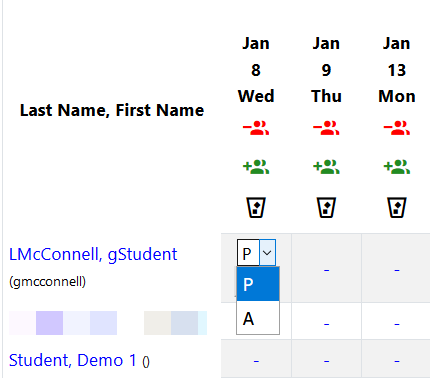 Jan Jan Jan
8 9 13
Last Name, First Name Wed Thu Mon
LMcConnell, gStudent P - -
(gmcconnell) P
A - -
Student, Demo 1 () - - -